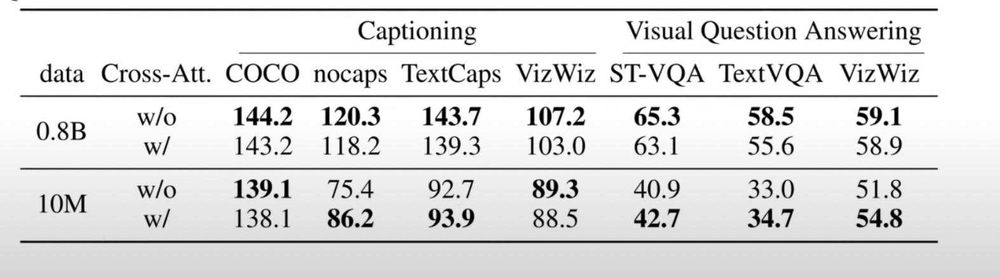 Captioning Visual Question Answering
data Cross-Att. COCO nocaps TextCaps VizWiz ST-VQA TextVQA VizWiz
0.8B
w/o 144.2 120.3 143.7 107.2 65.3 58.5 59.1
w/ 143.2 118.2 139.3 103.0 63.1 55.6 58.9
10M
w/o 139.1 75.4 92.7 89.3 40.9 33.0 51.8
w/ 138.1 86.2 93.9 88.5 42.7 34.7 54.8